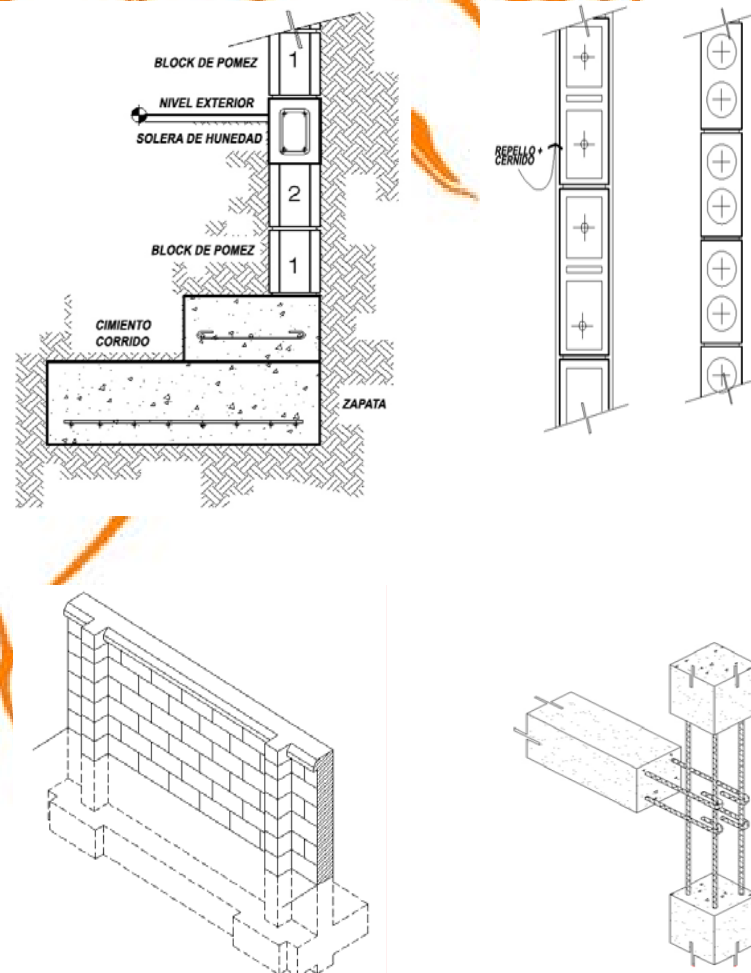 BLOCK DE POMEZ
1
NIVEL EXTERIOR
SOLERA DE HUNEDAD
2
BLOCK DE POMEZ
1
CIMIENTO
CORRIDO
ZAPATA
REPELLO +
CERNIDO